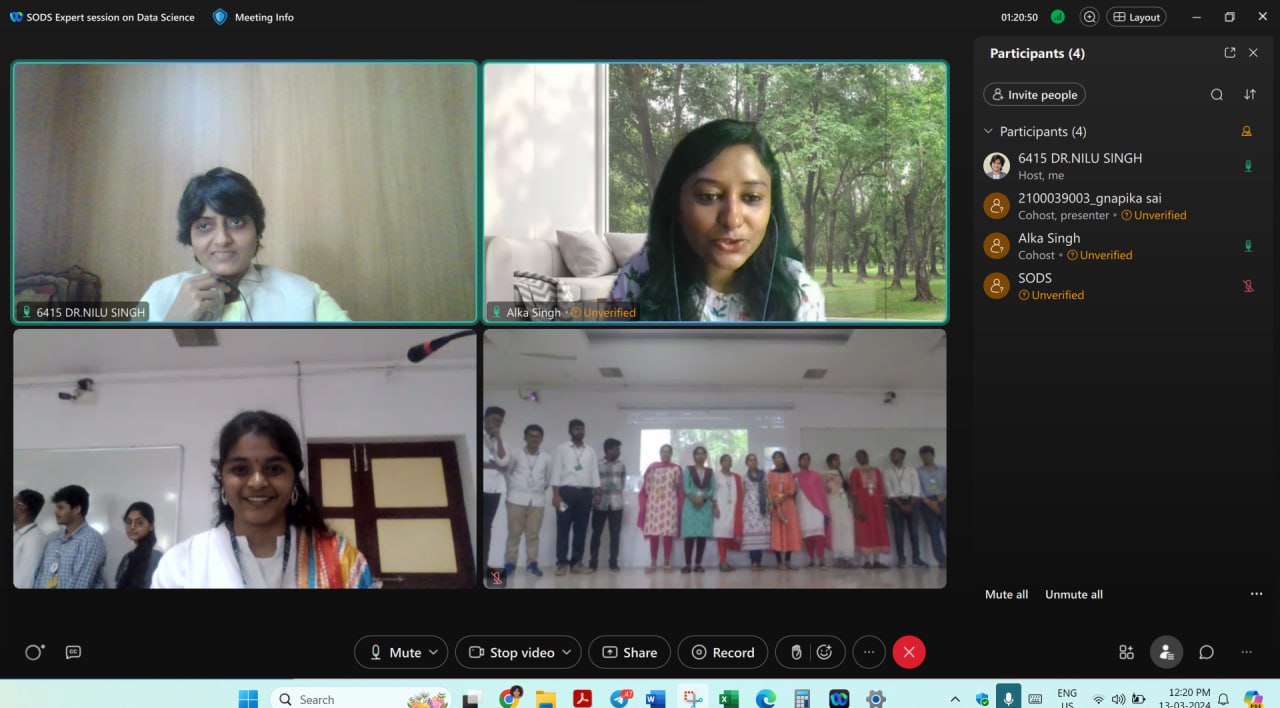 SODS Expert session on Data Science
Meeting Info
01:20:50
Layout
Participants (4)
Invite people
Participants (4)
6415 DR.NILU SINGH
Host, me
2100039003_gnapika sai
Cohost, presenter • Unverified
Alka Singh
Cohost • Unverified
SODS
Unverified
6415 DR.NILU SINGH
Alka Singh • Unverified
Mute all
Unmute all
CC
Mute
Stop video
Share
Record
Search
ENG
US
12:20 PM
13-03-2024